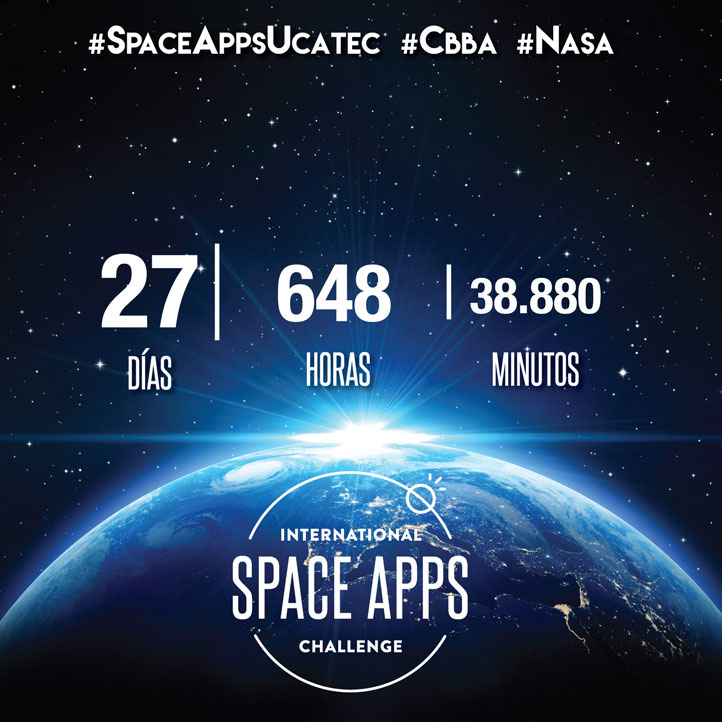 #SpaceAppsUcatec #Cbba #Nasa
27 648 38.880
DÍAS HORAS MINUTOS
INTERNATIONAL
SPACE APPS
CHALLENGE